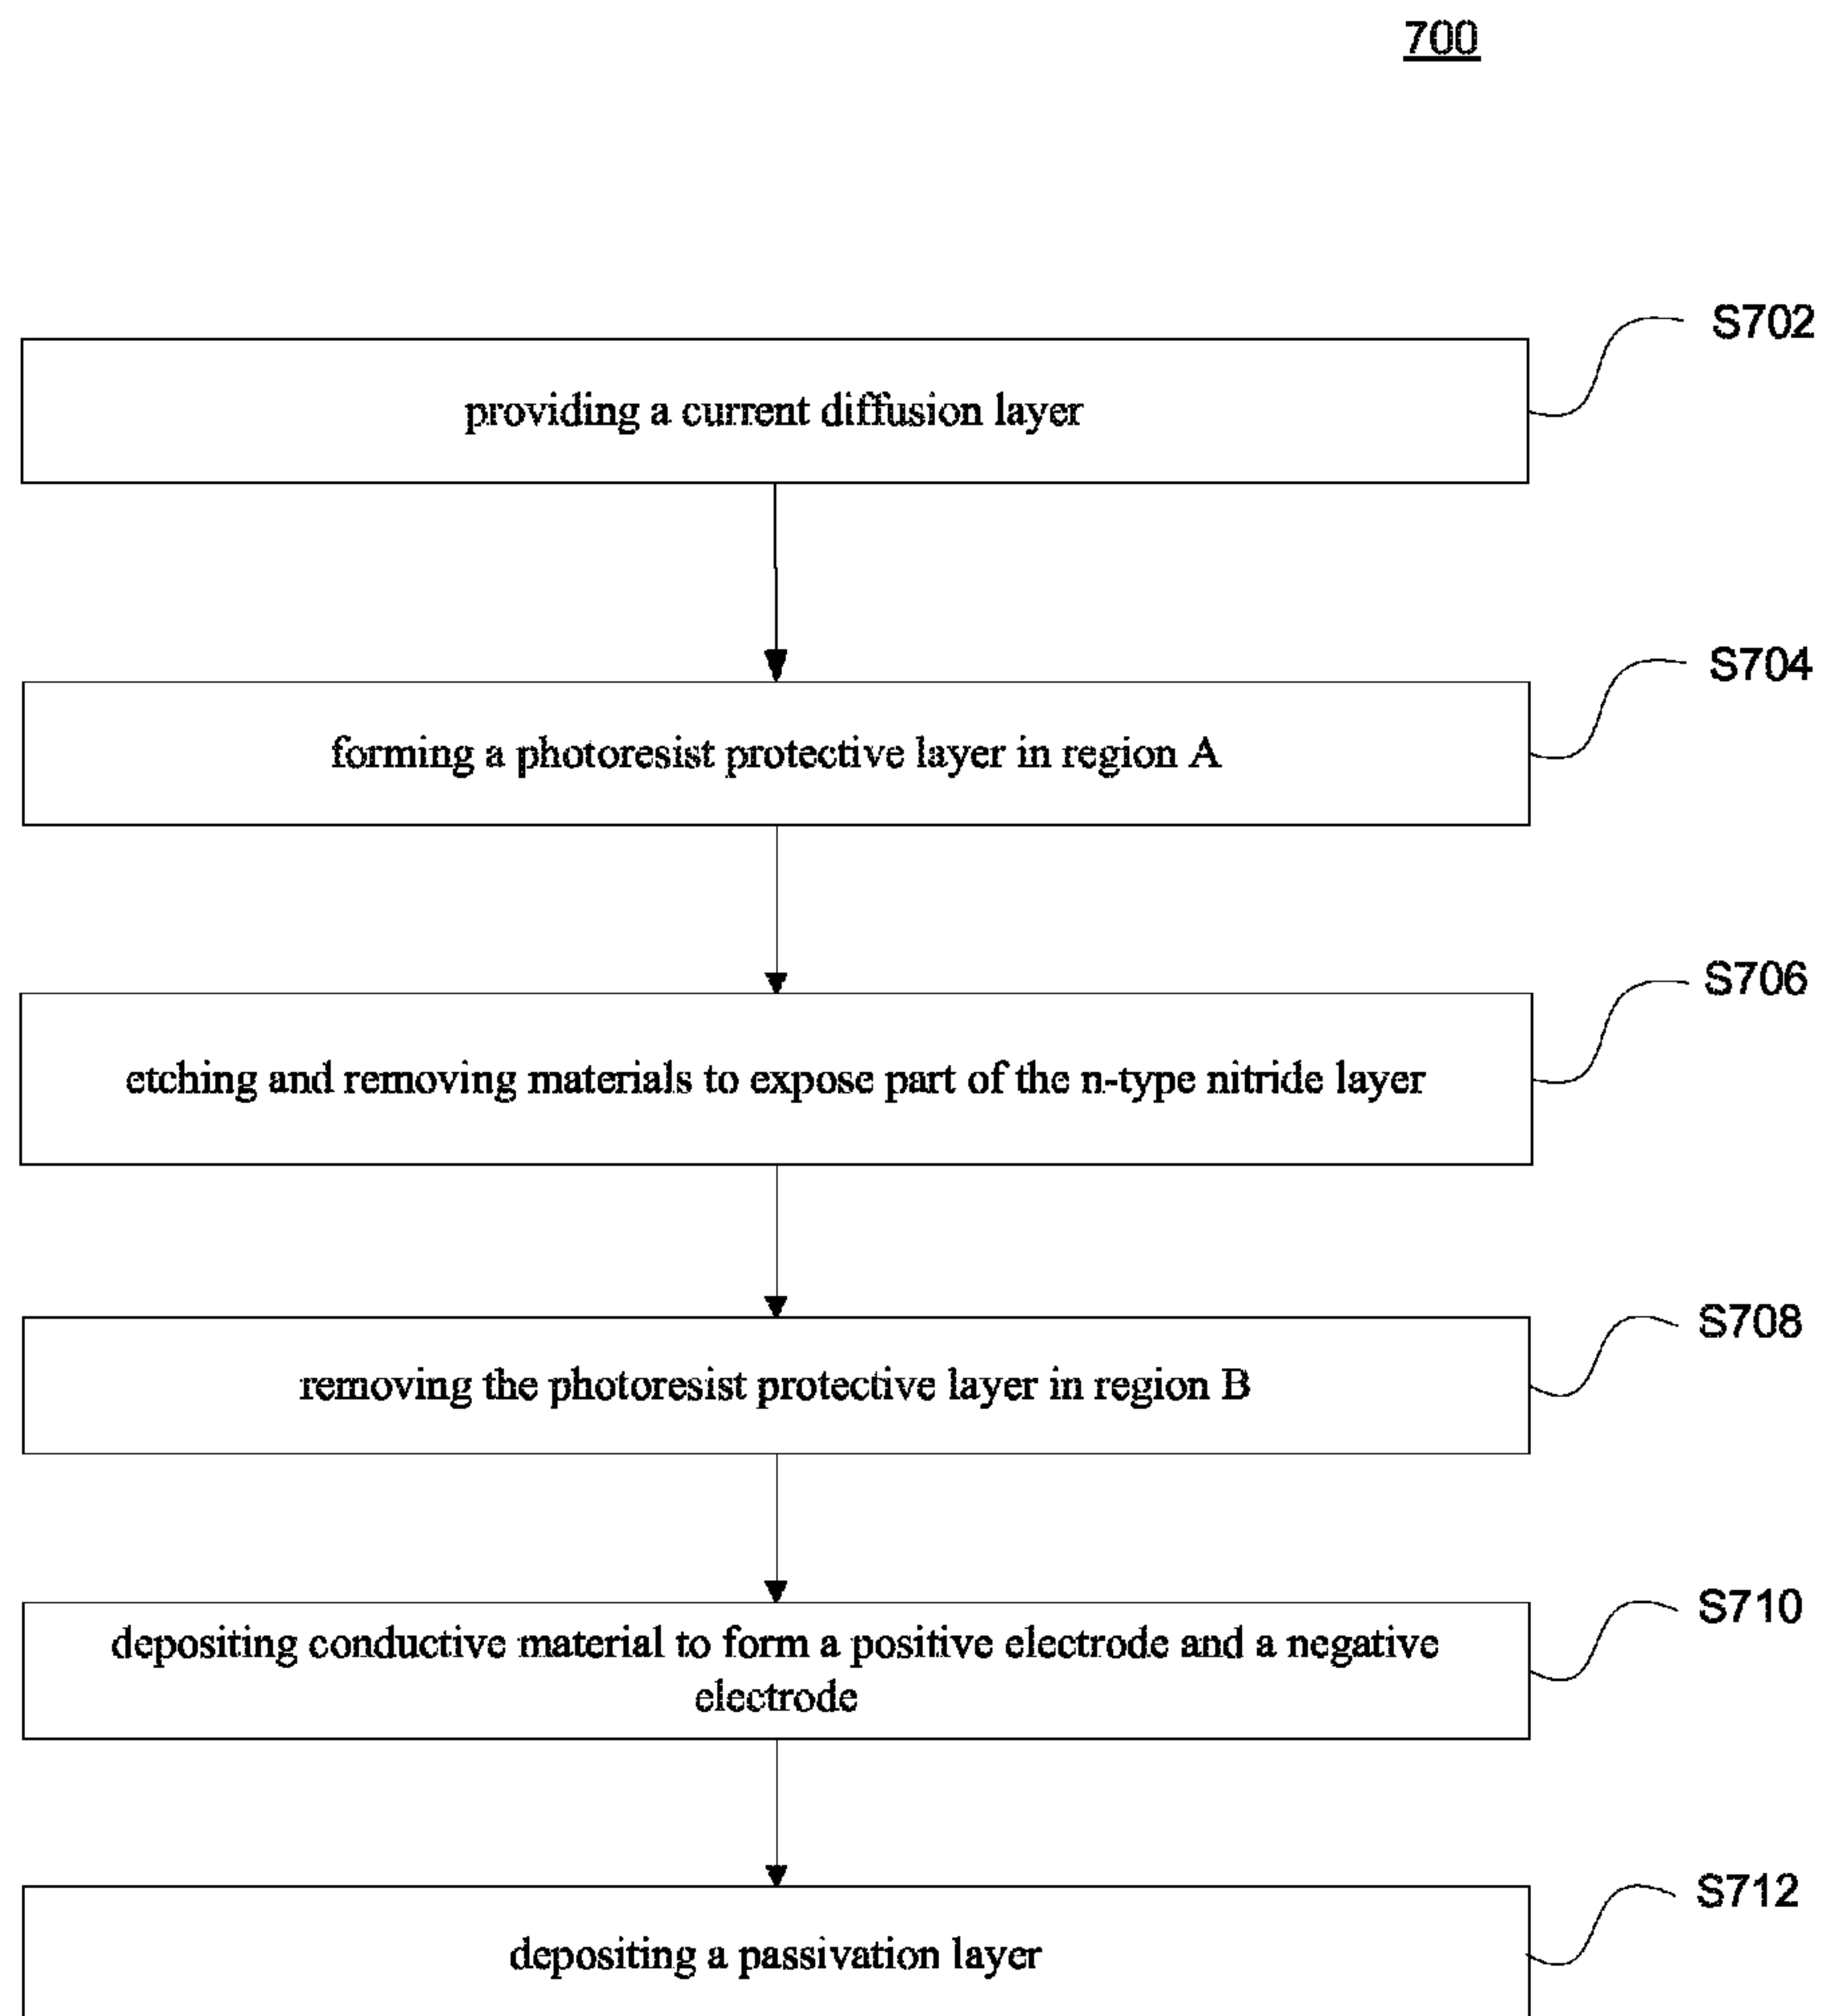 700
S702
providing a current diffusion layer
S704
forming a photoresist protective layer in region A
S706
etching and removing materials to expose part of the n-type nitride layer
S708
removing the photoresist protective layer in region B
S710
depositing conductive material to form a positive electrode and a negative
electrode
S712
depositing a passivation layer